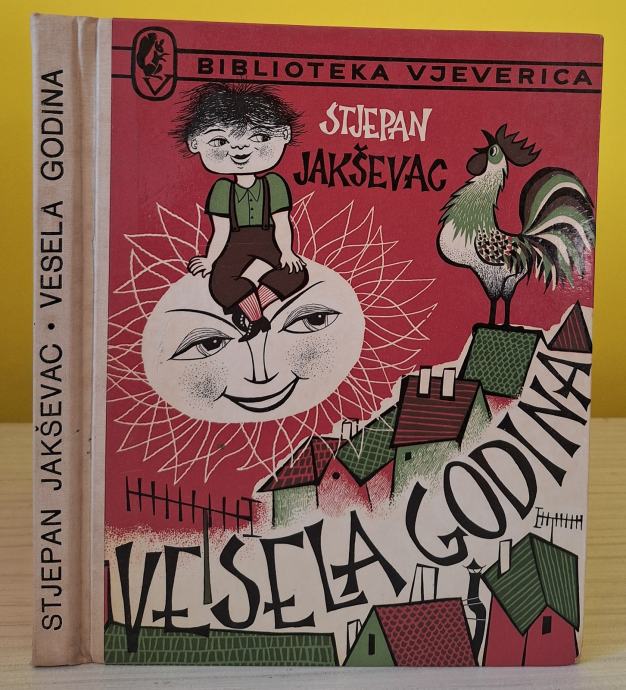 STJEPAN JAKŠEVAC • VESELA GODINA
BIBLIOTEKA VJEVERICA
STJEPAN
JAKŠEVAC
VESELA GODINA